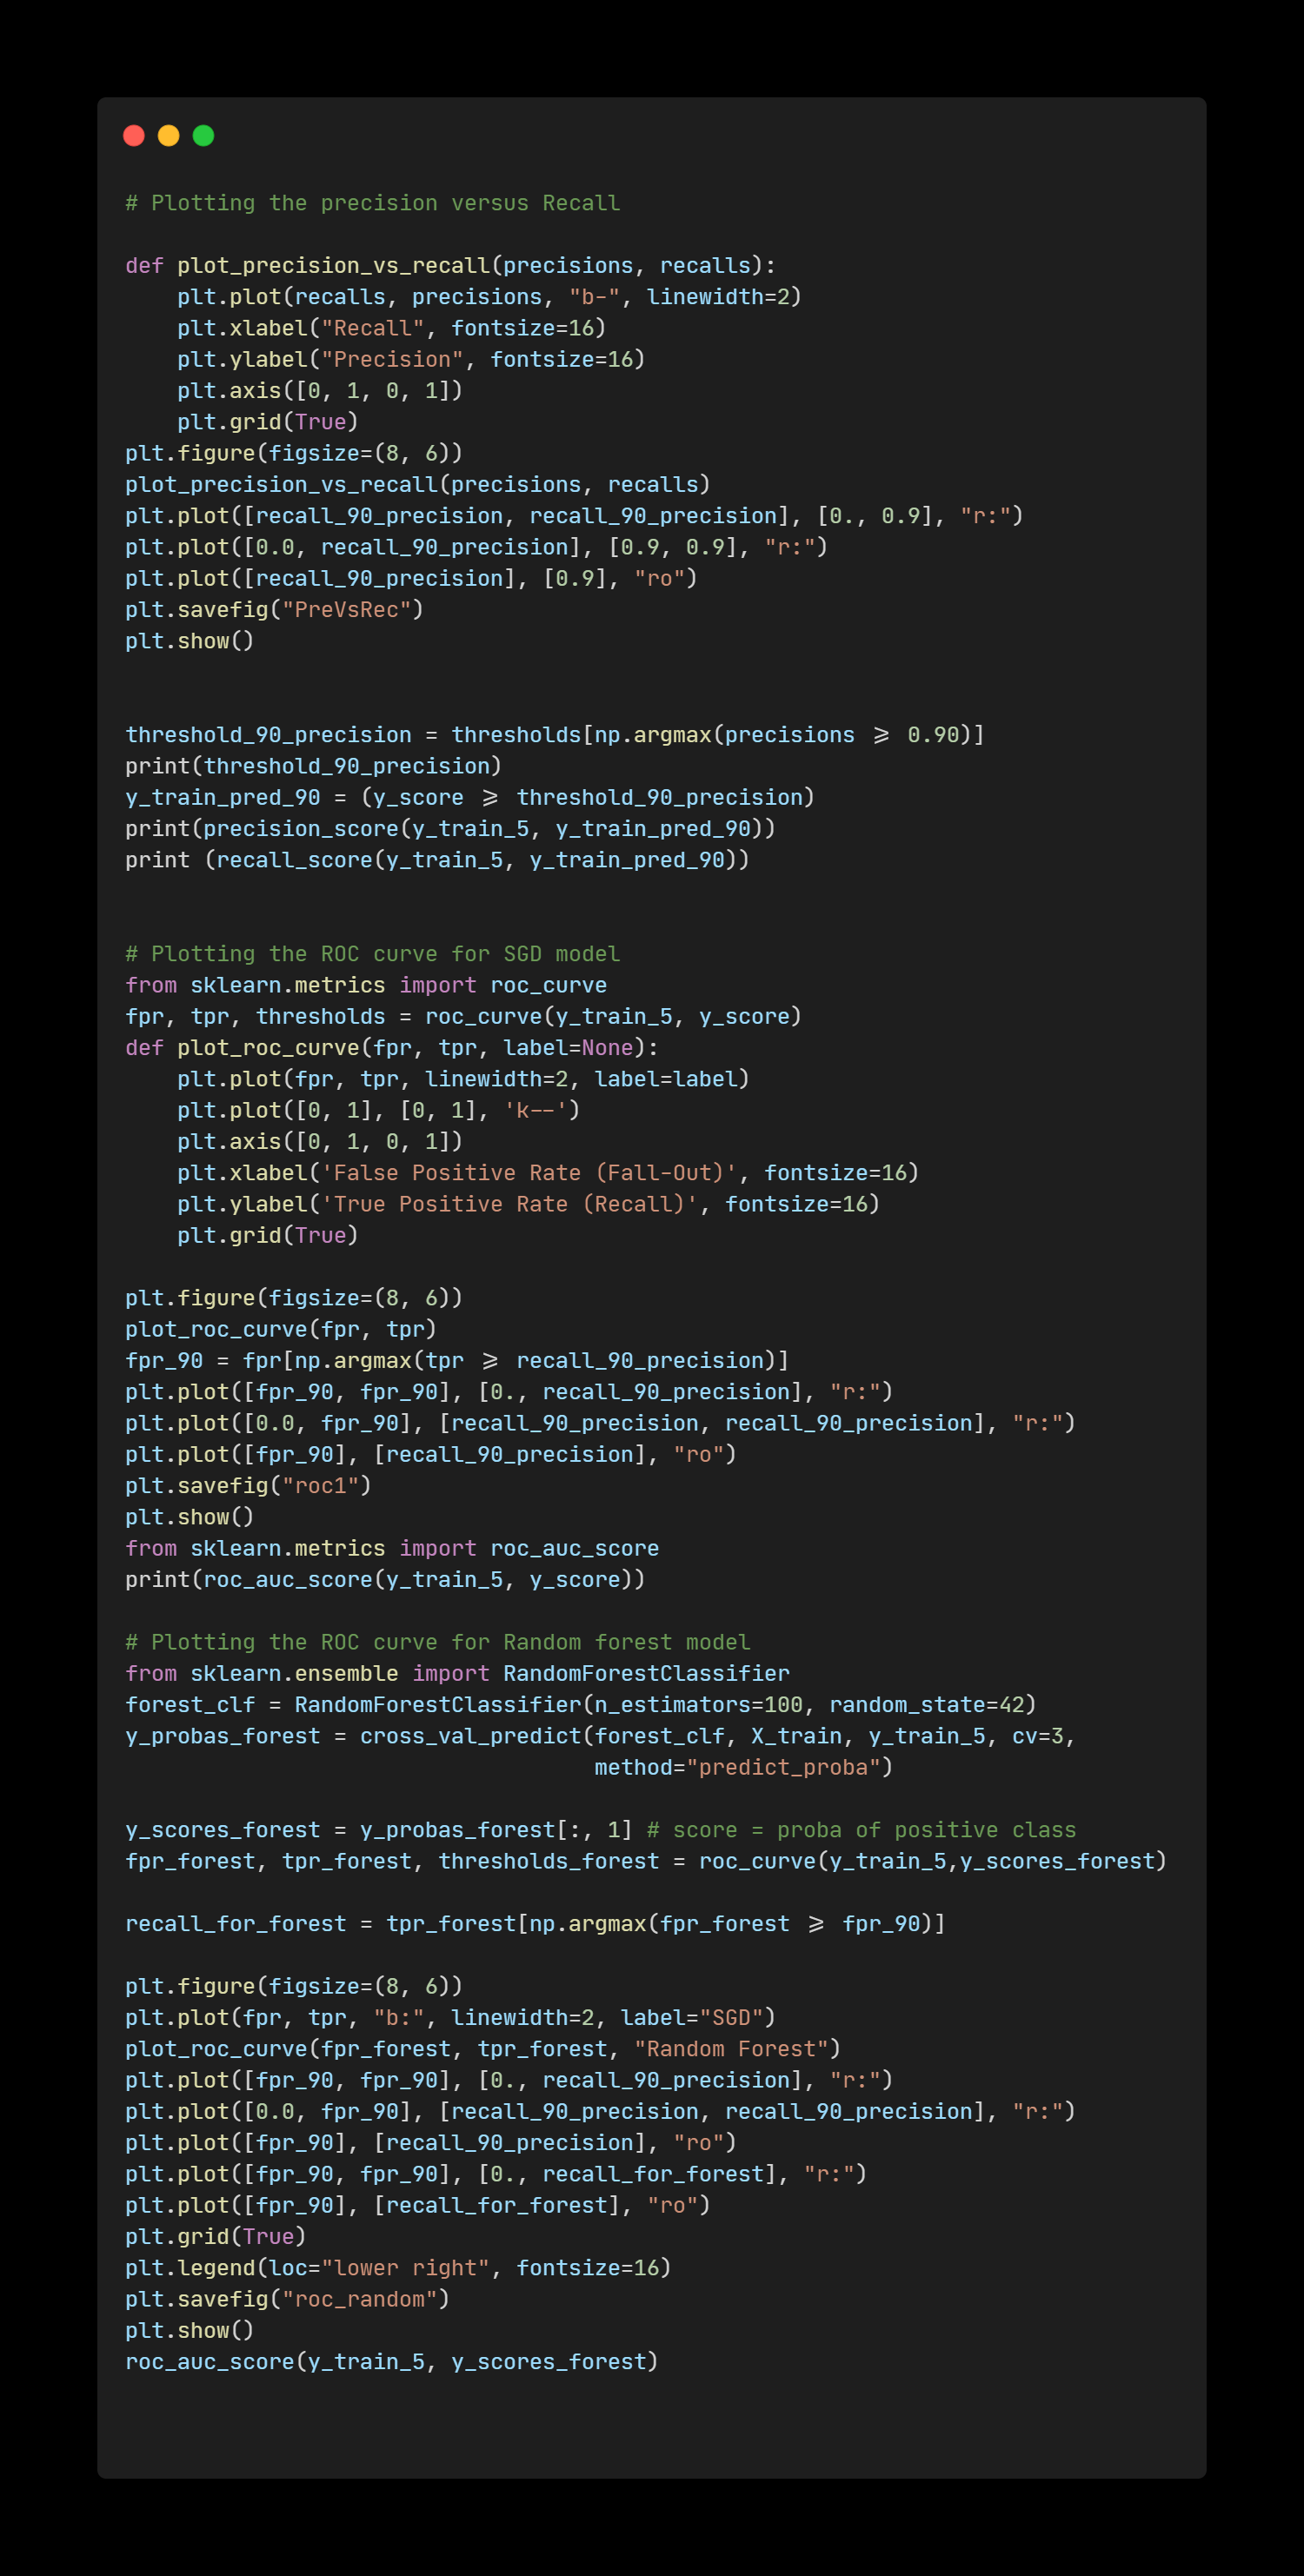 # Plotting the precision versus Recall

def plot_precision_vs_recall(precisions, recalls):
    plt.plot(recalls, precisions, "b-", linewidth=2)
    plt.xlabel("Recall", fontsize=16)
    plt.ylabel("Precision", fontsize=16)
    plt.axis([0, 1, 0, 1])
    plt.grid(True)
plt.figure(figsize=(8, 6))
plot_precision_vs_recall(precisions, recalls)
plt.plot([recall_90_precision, recall_90_precision], [0., 0.9], "r:")
plt.plot([0.0, recall_90_precision], [0.9, 0.9], "r:")
plt.plot([recall_90_precision], [0.9], "ro")
plt.savefig("PreVsRec")
plt.show()


threshold_90_precision = thresholds[np.argmax(precisions >= 0.90)]
print(threshold_90_precision)
y_train_pred_90 = (y_score >= threshold_90_precision)
print(precision_score(y_train_5, y_train_pred_90))
print (recall_score(y_train_5, y_train_pred_90))


# Plotting the ROC curve for SGD model
from sklearn.metrics import roc_curve
fpr, tpr, thresholds = roc_curve(y_train_5, y_score)
def plot_roc_curve(fpr, tpr, label=None):
    plt.plot(fpr, tpr, linewidth=2, label=label)
    plt.plot([0, 1], [0, 1], 'k--')
    plt.axis([0, 1, 0, 1])
    plt.xlabel('False Positive Rate (Fall-Out)', fontsize=16)
    plt.ylabel('True Positive Rate (Recall)', fontsize=16)
    plt.grid(True)

plt.figure(figsize=(8, 6))
plot_roc_curve(fpr, tpr)
fpr_90 = fpr[np.argmax(tpr >= recall_90_precision)]
plt.plot([fpr_90, fpr_90], [0., recall_90_precision], "r:")
plt.plot([0.0, fpr_90], [recall_90_precision, recall_90_precision], "r:")
plt.plot([fpr_90], [recall_90_precision], "ro")
plt.savefig("roc1")
plt.show()
from sklearn.metrics import roc_auc_score
print(roc_auc_score(y_train_5, y_score))

# Plotting the ROC curve for Random forest model
from sklearn.ensemble import RandomForestClassifier
forest_clf = RandomForestClassifier(n_estimators=100, random_state=42)
y_probas_forest = cross_val_predict(forest_clf, X_train, y_train_5, cv=3,
                                    method="predict_proba")

y_scores_forest = y_probas_forest[:, 1] # score = proba of positive class
fpr_forest, tpr_forest, thresholds_forest = roc_curve(y_train_5,y_scores_forest)

recall_for_forest = tpr_forest[np.argmax(fpr_forest >= fpr_90)]

plt.figure(figsize=(8, 6))
plt.plot(fpr, tpr, "b:", linewidth=2, label="SGD")
plot_roc_curve(fpr_forest, tpr_forest, "Random Forest")
plt.plot([fpr_90, fpr_90], [0., recall_90_precision], "r:")
plt.plot([0.0, fpr_90], [recall_90_precision, recall_90_precision], "r:")
plt.plot([fpr_90], [recall_90_precision], "ro")
plt.plot([fpr_90, fpr_90], [0., recall_for_forest], "r:")
plt.plot([fpr_90], [recall_for_forest], "ro")
plt.grid(True)
plt.legend(loc="lower right", fontsize=16)
plt.savefig("roc_random")
plt.show()
roc_auc_score(y_train_5, y_scores_forest)